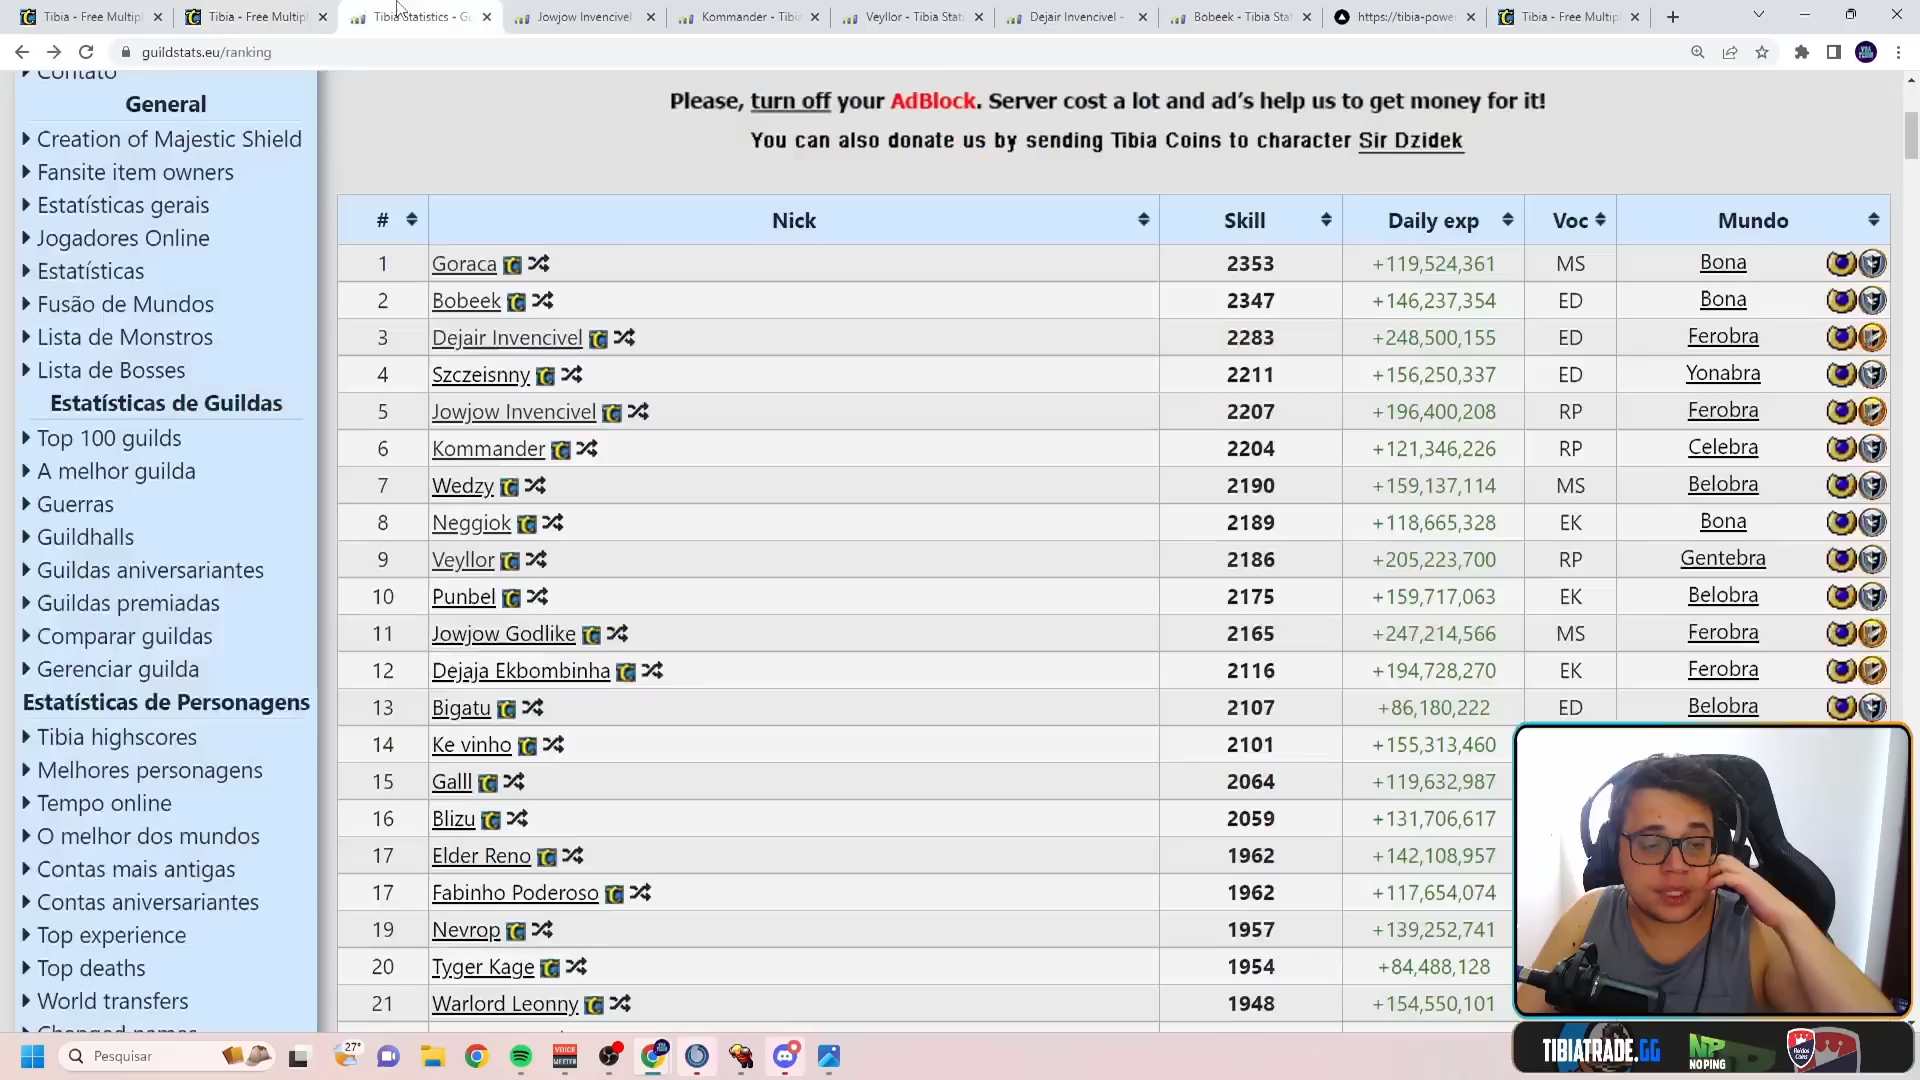 Tibia - Free Multipl
Tibia - Free Multipl
Tibia Statistics - Gu
Jowjow Invencivel
Kommander - Tibia
Veyllor - Tibia Stati
Dejair Invencivel -
Bobeek - Tibia Stat
https://tibia-power
Tibia - Free Multipl
guildstats.eu/ranking
Contato
General
Creation of Majestic Shield
Fansite item owners
Estatísticas gerais
Jogadores Online
Estatísticas
Fusão de Mundos
Lista de Monstros
Lista de Bosses
Estatísticas de Guildas
Top 100 guilds
A melhor guilda
Guerras
Guildhalls
Guildas aniversariantes
Guildas premiadas
Comparar guildas
Gerenciar guilda
Estatísticas de Personagens
Tibia highscores
Melhores personagens
Tempo online
O melhor dos mundos
Contas mais antigas
Contas aniversariantes
Top experience
Top deaths
World transfers
Changed names
Please, turn off your AdBlock. Server cost a lot and ad's help us to get money for it!
You can also donate us by sending Tibia Coins to character Sir Dzidek
# Nick Skill Daily exp Voc Mundo
1 Goraca 2353 +119,524,361 MS Bona
2 Bobeek 2347 +146,237,354 ED Bona
3 Dejair Invencivel 2283 +248,500,155 ED Ferobra
4 Szczeisnny 2211 +156,250,337 ED Yonabra
5 Jowjow Invencivel 2207 +196,400,208 RP Ferobra
6 Kommander 2204 +121,346,226 RP Celebra
7 Wedzy 2190 +159,137,114 MS Belobra
8 Neggiok 2189 +118,665,328 EK Bona
9 Veyllor 2186 +205,223,700 RP Gentebra
10 Punbel 2175 +159,717,063 EK Belobra
11 Jowjow Godlike 2165 +247,214,566 MS Ferobra
12 Dejaja Ekbombinha 2116 +194,728,270 EK Ferobra
13 Bigatu 2107 +86,180,222 ED Belobra
14 Ke vinho 2101 +155,313,460
15 Galll 2064 +119,632,987
16 Blizu 2059 +131,706,617
17 Elder Reno 1962 +142,108,957
17 Fabinho Poderoso 1962 +117,654,074
19 Nevrop 1957 +139,252,741
20 Tyger Kage 1954 +84,488,128
21 Warlord Leonny 1948 +154,550,101
TIBIATRADE.GG
NP
NOPING
Pesquisar
27°
VOICE
MEETER